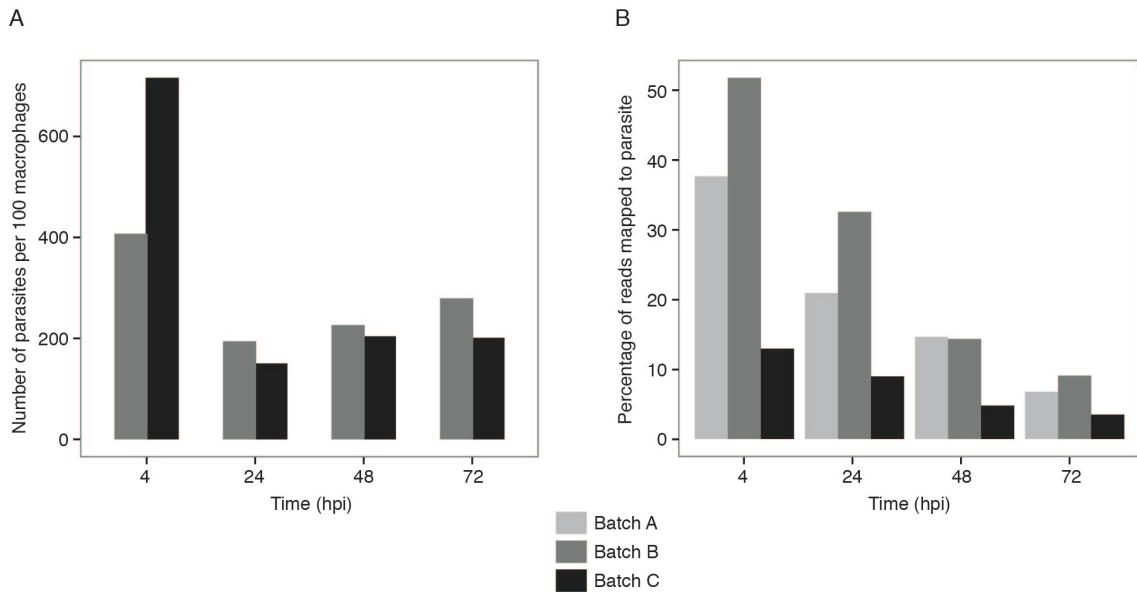 A
Number of parasites per 100 macrophages
600
400
200
0
4 24 48 72
Time (hpi)
B
Percentage of reads mapped to parasite
50
40
30
20
10
0
4 24 48 72
Time (hpi)
Batch A
Batch B
Batch C